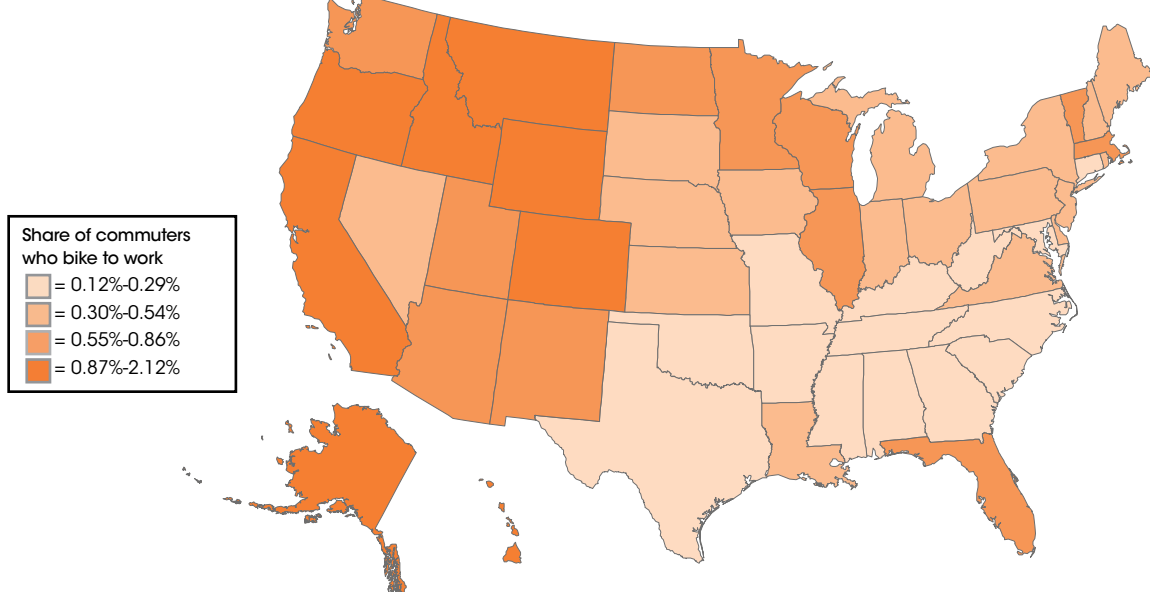 Share of commuters
who bike to work
= 0.12%-0.29%
= 0.30%-0.54%
= 0.55%-0.86%
= 0.87%-2.12%